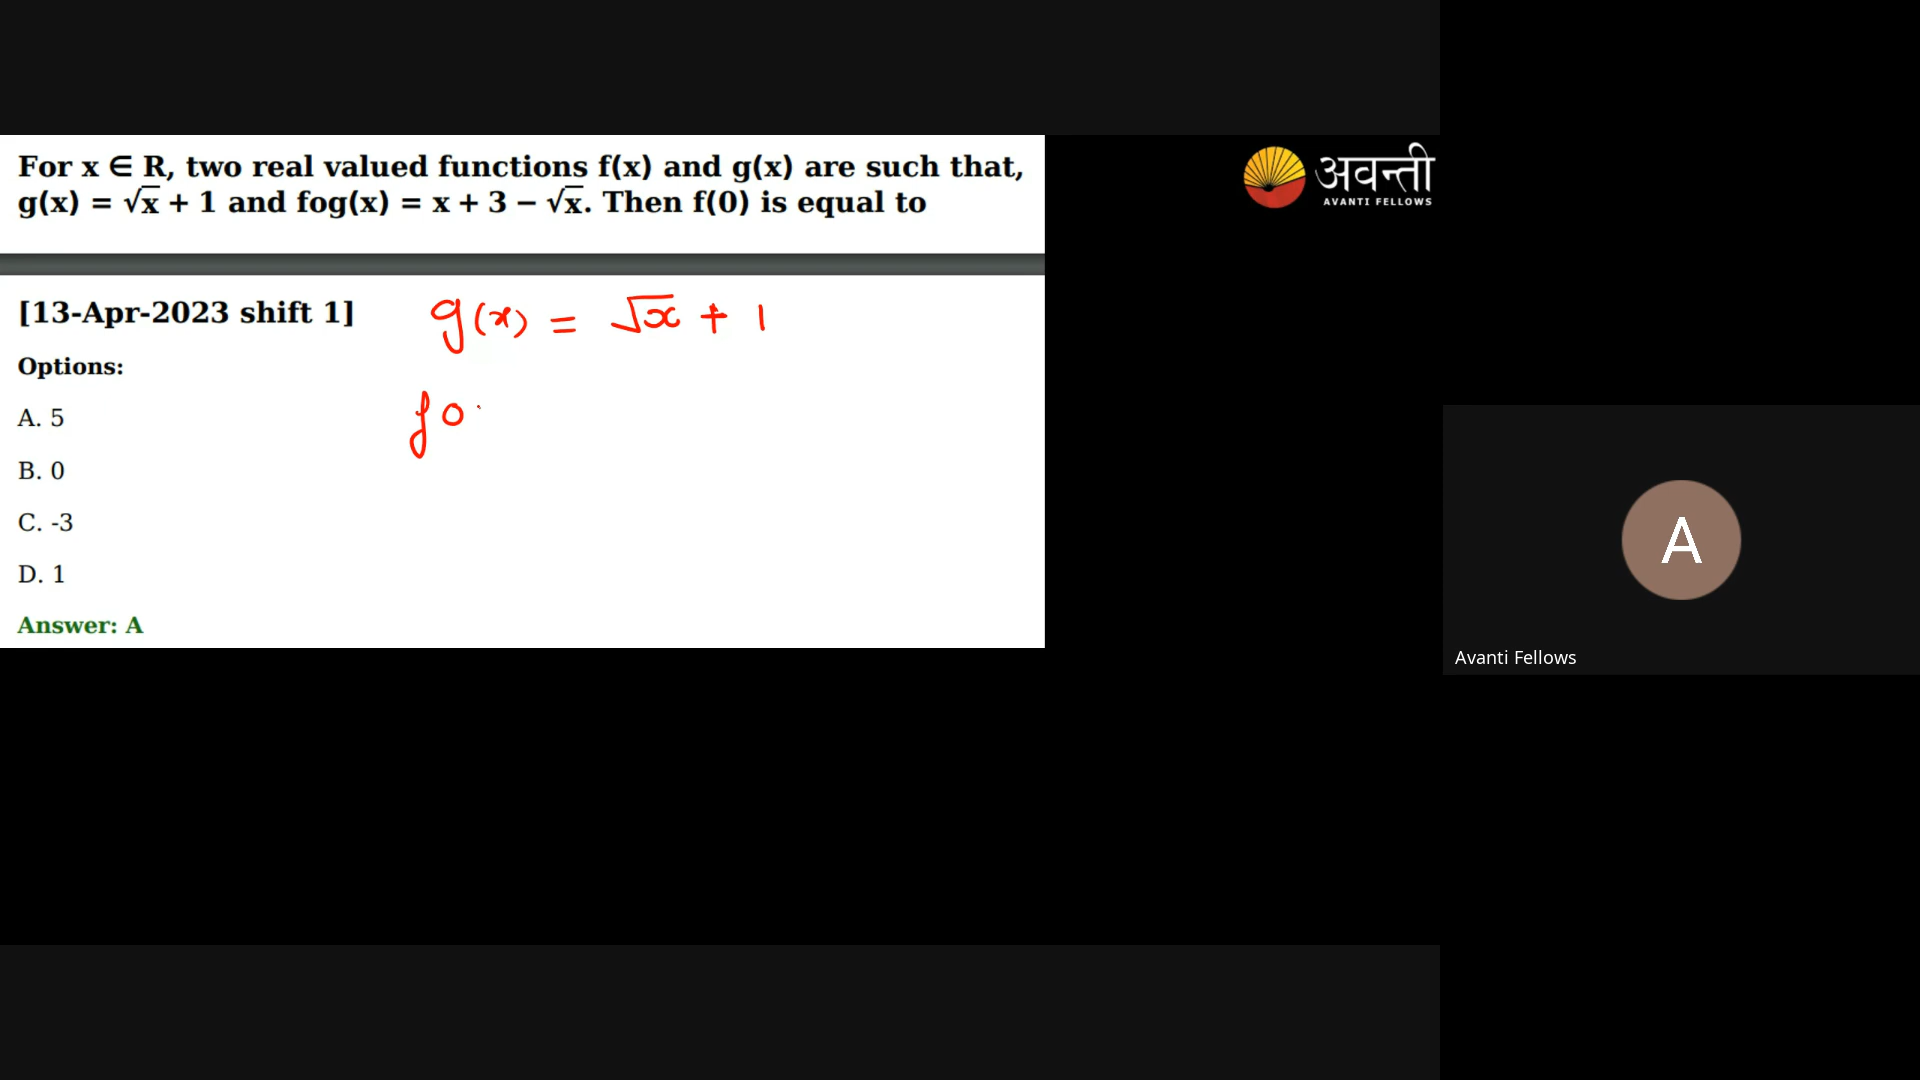 For x ∈ R, two real valued functions f(x) and g(x) are such that,
g(x) = √x + 1 and fog(x) = x + 3 − √x. Then f(0) is equal to
अवन्ती
AVANTI FELLOWS
[13-Apr-2023 shift 1]
g(x) = √x + 1
Options:
fo
A. 5
B. 0
C. -3
D. 1
Answer: A
A
Avanti Fellows